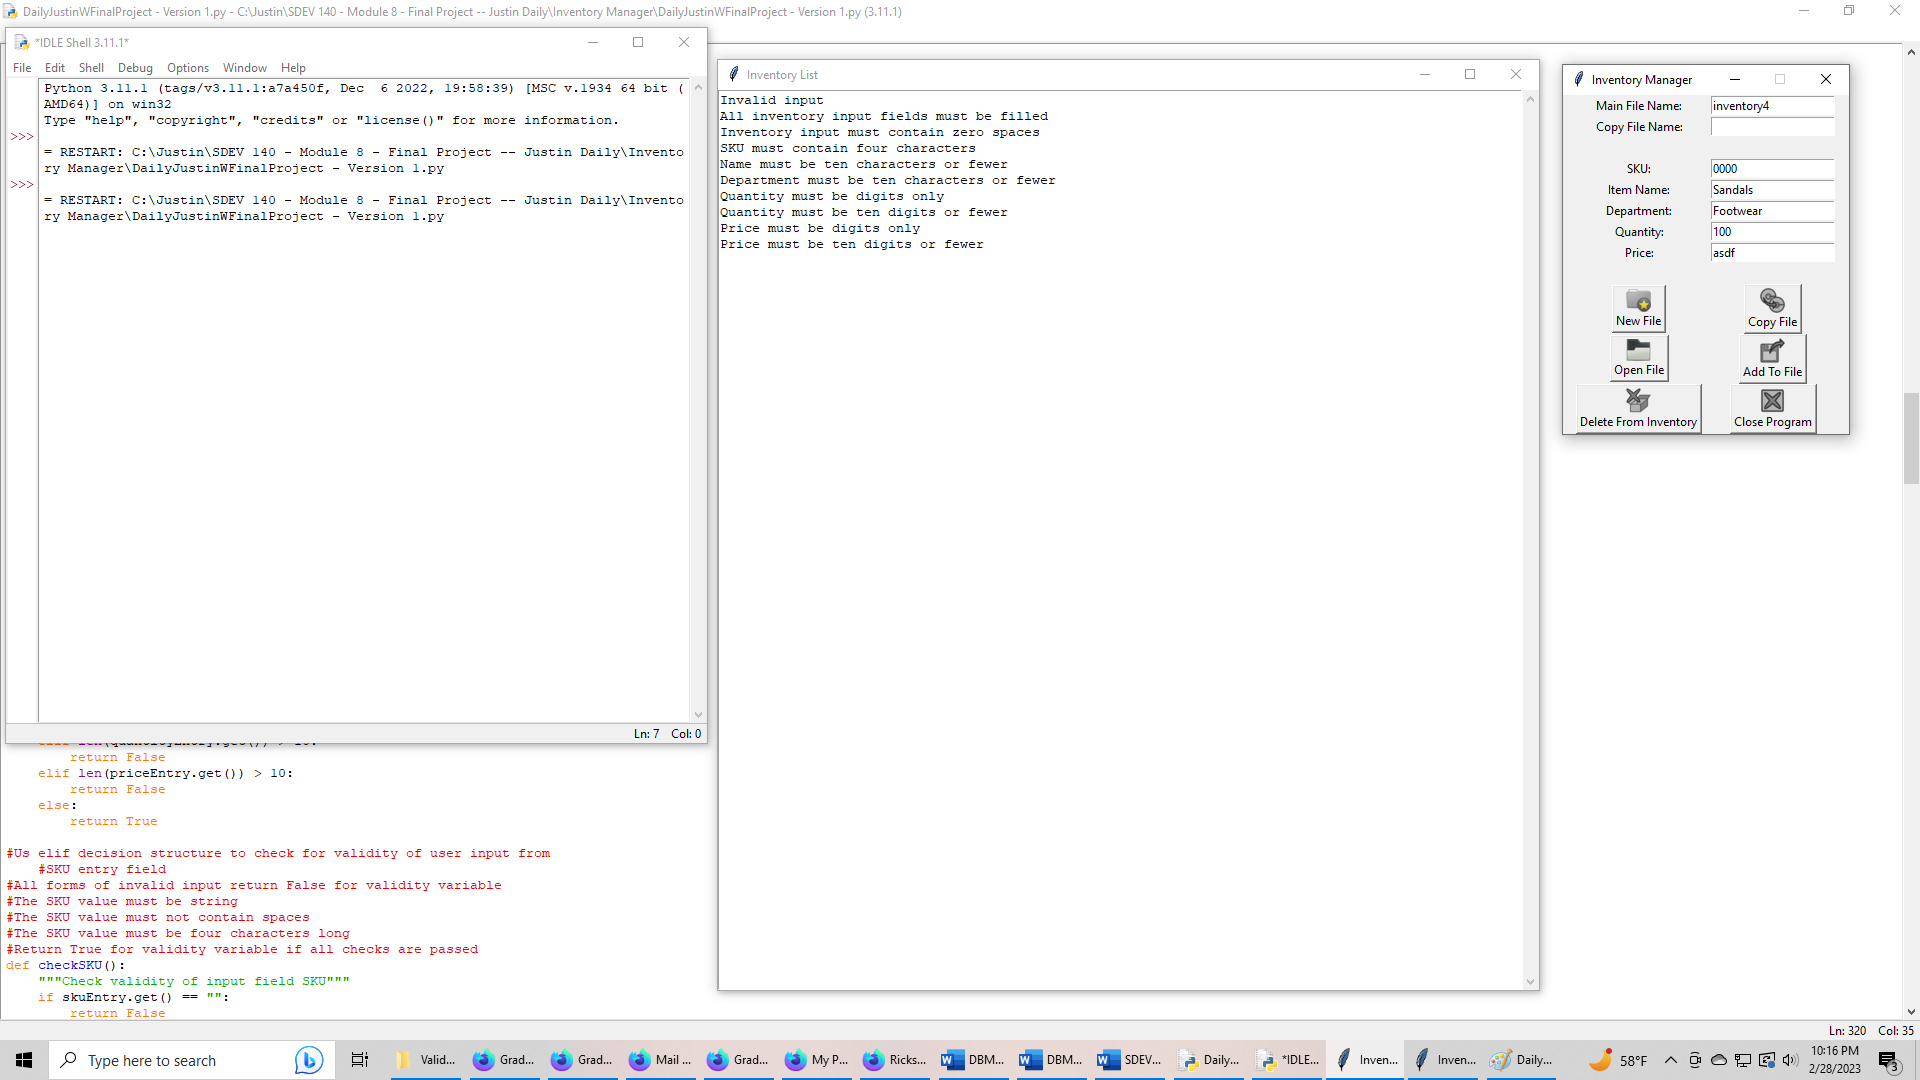 DailyJustinWFinalProject - Version 1.py - C:\Justin\SDEV 140 - Module 8 - Final Project -- Justin Daily\Inventory Manager\DailyJustinWFinalProject - Version 1.py (3.11.1)
*IDLE Shell 3.11.1*
File Edit Shell Debug Options Window Help
Python 3.11.1 (tags/v3.11.1:a7a450f, Dec  6 2022, 19:58:39) [MSC v.1934 64 bit (
AMD64)] on win32
Type "help", "copyright", "credits" or "license()" for more information.
>>>
= RESTART: C:\Justin\SDEV 140 - Module 8 - Final Project -- Justin Daily\Invento
ry Manager\DailyJustinWFinalProject - Version 1.py
>>>
= RESTART: C:\Justin\SDEV 140 - Module 8 - Final Project -- Justin Daily\Invento
ry Manager\DailyJustinWFinalProject - Version 1.py
Ln: 7 Col: 0
return False
elif len(priceEntry.get()) > 10:
return False
else:
return True
#Us elif decision structure to check for validity of user input from
#SKU entry field
#All forms of invalid input return False for validity variable
#The SKU value must be string
#The SKU value must not contain spaces
#The SKU value must be four characters long
#Return True for validity variable if all checks are passed
def checkSKU():
"""Check validity of input field SKU"""
if skuEntry.get() == "":
return False
Inventory List
Invalid input
All inventory input fields must be filled
Inventory input must contain zero spaces
SKU must contain four characters
Name must be ten characters or fewer
Department must be ten characters or fewer
Quantity must be digits only
Quantity must be ten digits or fewer
Price must be digits only
Price must be ten digits or fewer
Inventory Manager
Main File Name: inventory4
Copy File Name:
SKU: 0000
Item Name: Sandals
Department: Footwear
Quantity: 100
Price: asdf
New File Copy File
Open File Add To File
Delete From Inventory Close Program
Ln: 320 Col: 35
Type here to search
Valid... Grad... Grad... Mail ... Grad... My P... Ricks... DBM... DBM... SDEV... Daily... *IDLE... Inven... Inven... Daily...
58°F
10:16 PM
2/28/2023
3